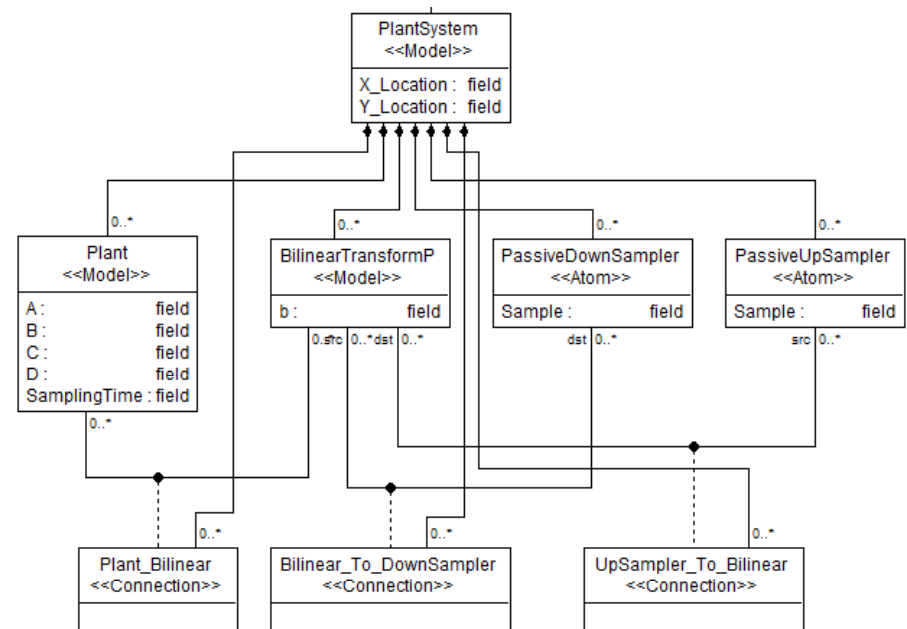 PlantSystem
<<Model>>
X_Location : field
Y_Location : field
0..*
0..*
0..*
0..*
Plant
<<Model>>
A : field
B : field
C : field
D : field
SamplingTime : field
BilinearTransformP
<<Model>>
b : field
PassiveDownSampler
<<Atom>>
Sample : field
PassiveUpSampler
<<Atom>>
Sample : field
0..*
src 0..*
dst 0..*
dst 0..*
src 0..*
0..*
0..*
0..*
0..*
Plant_Bilinear
<<Connection>>
Bilinear_To_DownSampler
<<Connection>>
UpSampler_To_Bilinear
<<Connection>>